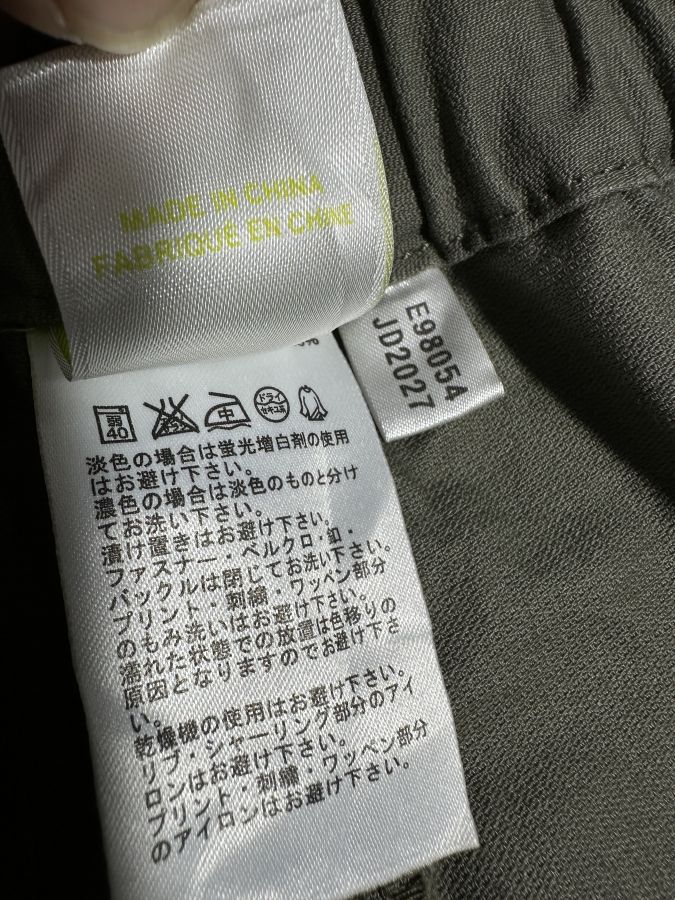 MADE IN CHINA
FABRIQUÉ EN CHINE
E98054
JD2027
%
弱
40
中
ドライ
セキユ系
淡色の場合は蛍光増白剤の使用
はお避け下さい。
濃色の場合は淡色のものと分け
てお洗い下さい。
漬け置きはお避け下さい。
ファスナー・ベルクロ・釦・
バックルは閉じてお洗い下さい。
プリント・刺繍・ワッペン部分
のもみ洗いはお避け下さい。
濡れた状態での放置は色移りの
原因となりますのでお避け下さ
い。
乾燥機の使用はお避け下さい。
リブ・シャーリング部分のアイ
ロンはお避け下さい。
プリント・刺繍・ワッペン部分
のアイロンはお避け下さい。